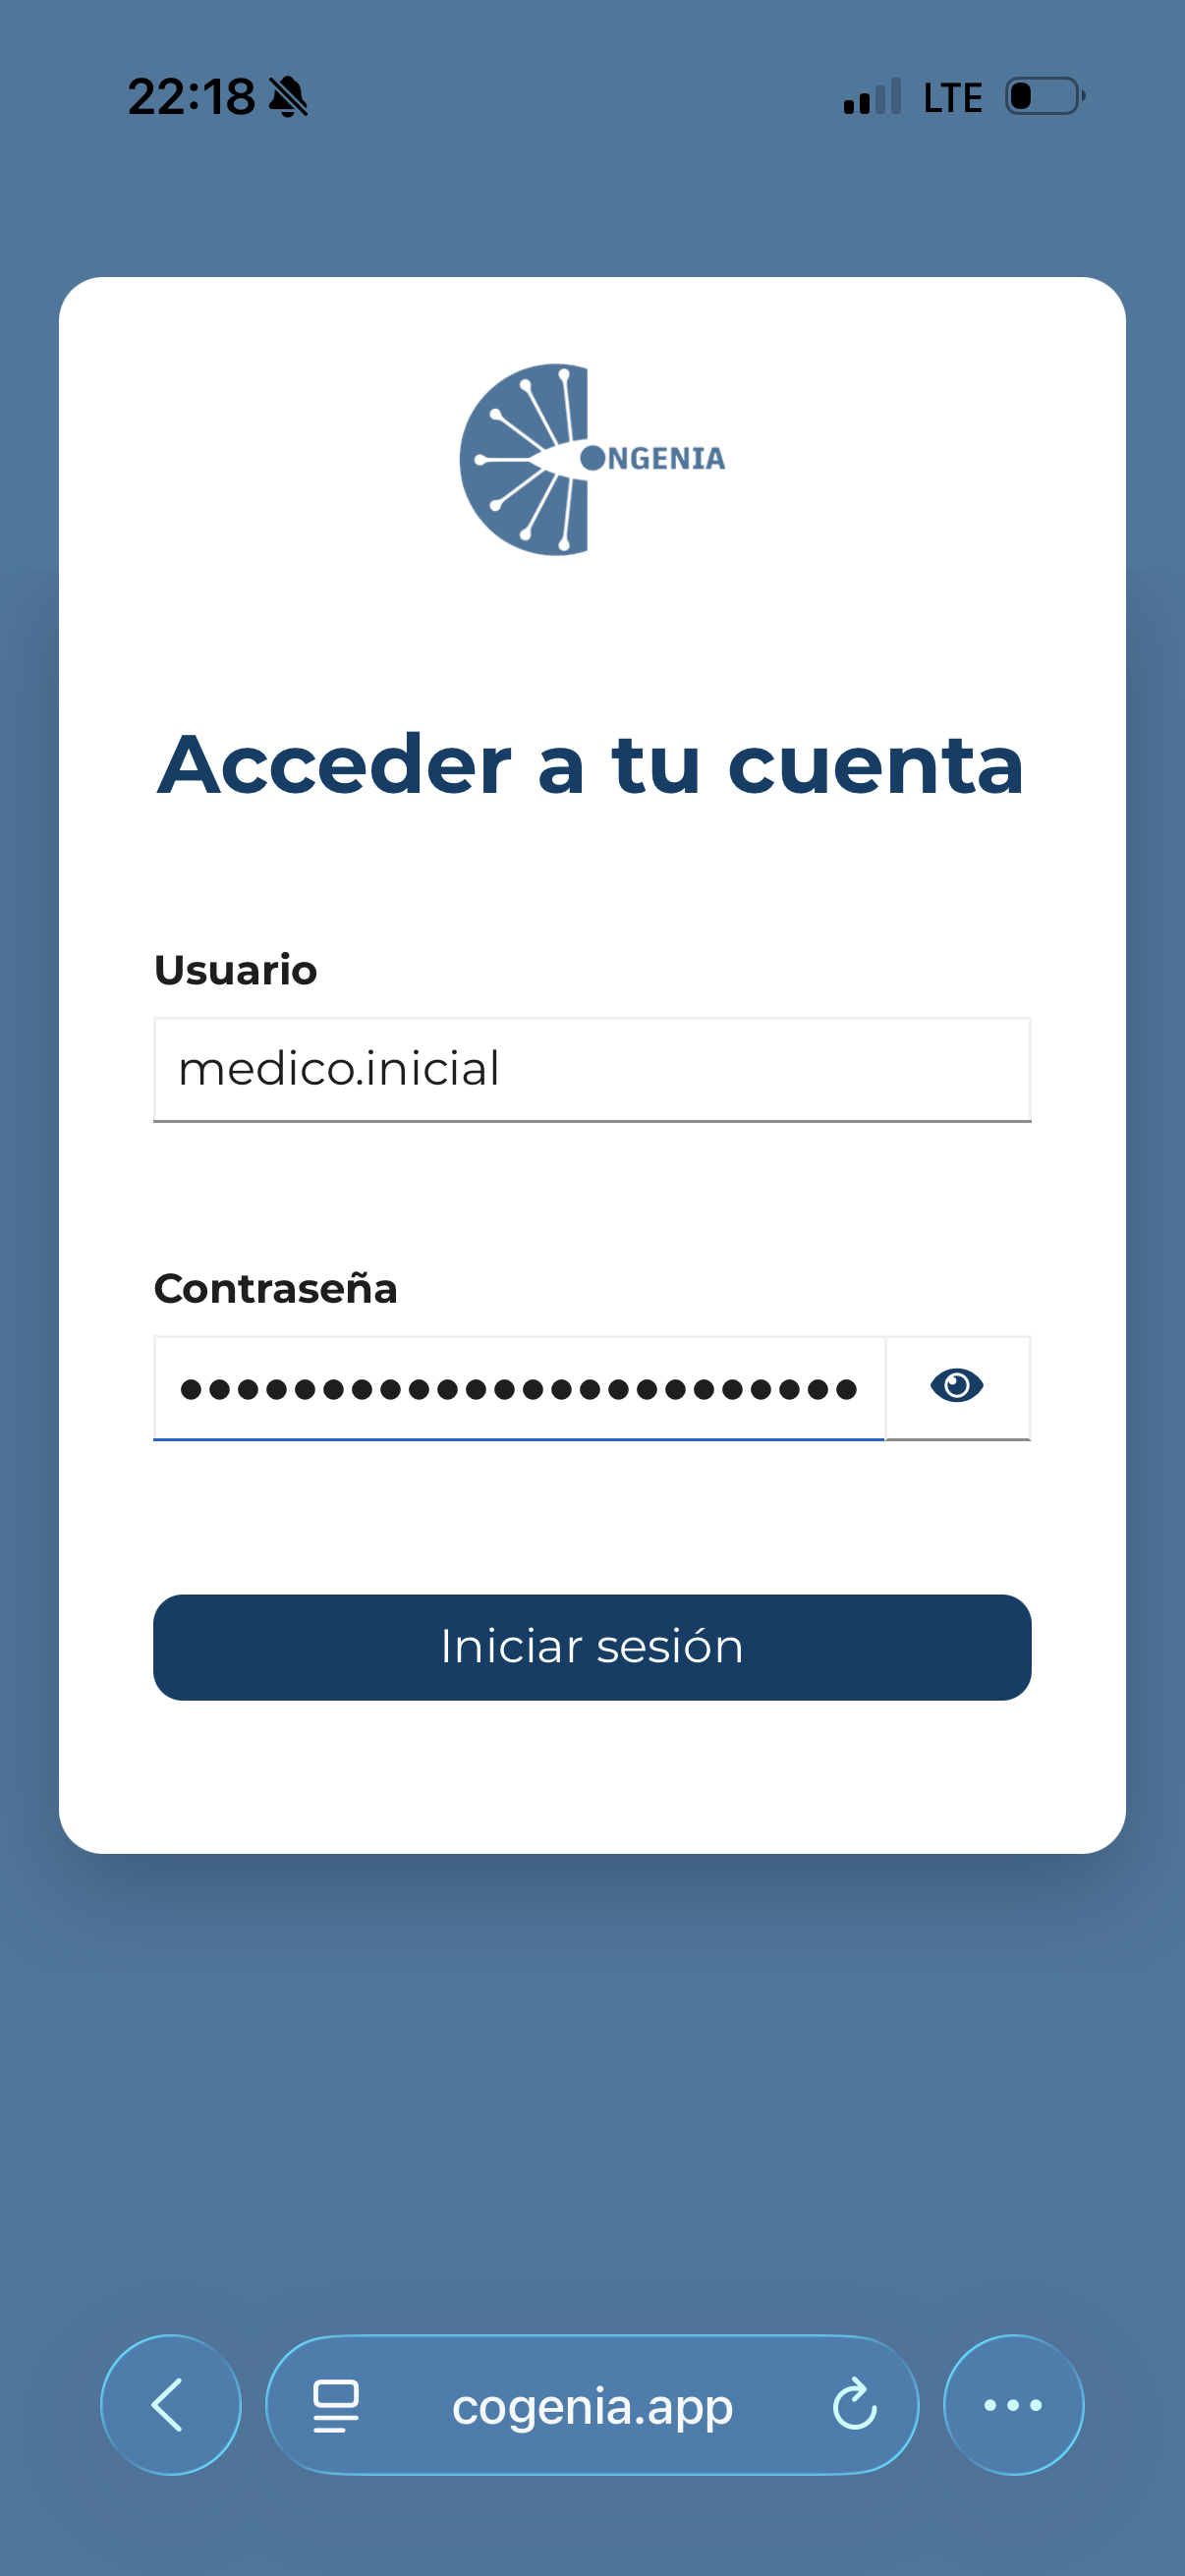 22:18
LTE
ONGENIA
Acceder a tu cuenta
Usuario
medico.inicial
Contraseña
●●●●●●●●●●●●●●●●●●●●●●●●
Iniciar sesión
cogenia.app